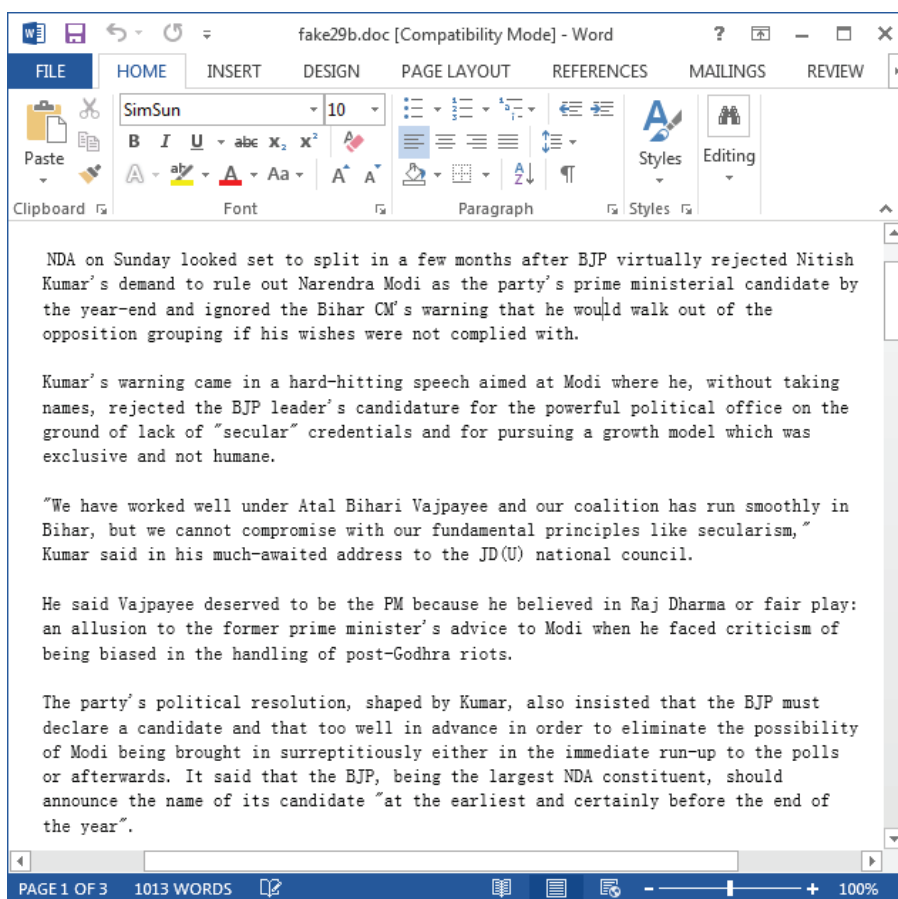 fake29b.doc [Compatibility Mode] - Word
FILE HOME INSERT DESIGN PAGE LAYOUT REFERENCES MAILINGS REVIEW
SimSun 10
Paste
B I U abc x₂ x² A
A ab A Aa A A
A Z
Styles Editing
Clipboard Font Paragraph Styles
NDA on Sunday looked set to split in a few months after BJP virtually rejected Nitish
Kumar's demand to rule out Narendra Modi as the party's prime ministerial candidate by
the year-end and ignored the Bihar CM's warning that he would walk out of the
opposition grouping if his wishes were not complied with.
Kumar's warning came in a hard-hitting speech aimed at Modi where he, without taking
names, rejected the BJP leader's candidature for the powerful political office on the
ground of lack of "secular" credentials and for pursuing a growth model which was
exclusive and not humane.
"We have worked well under Atal Bihari Vajpayee and our coalition has run smoothly in
Bihar, but we cannot compromise with our fundamental principles like secularism,"
Kumar said in his much-awaited address to the JD(U) national council.
He said Vajpayee deserved to be the PM because he believed in Raj Dharma or fair play:
an allusion to the former prime minister's advice to Modi when he faced criticism of
being biased in the handling of post-Godhra riots.
The party's political resolution, shaped by Kumar, also insisted that the BJP must
declare a candidate and that too well in advance in order to eliminate the possibility
of Modi being brought in surreptitiously either in the immediate run-up to the polls
or afterwards. It said that the BJP, being the largest NDA constituent, should
announce the name of its candidate "at the earliest and certainly before the end of
the year".
PAGE 1 OF 3 1013 WORDS 100%